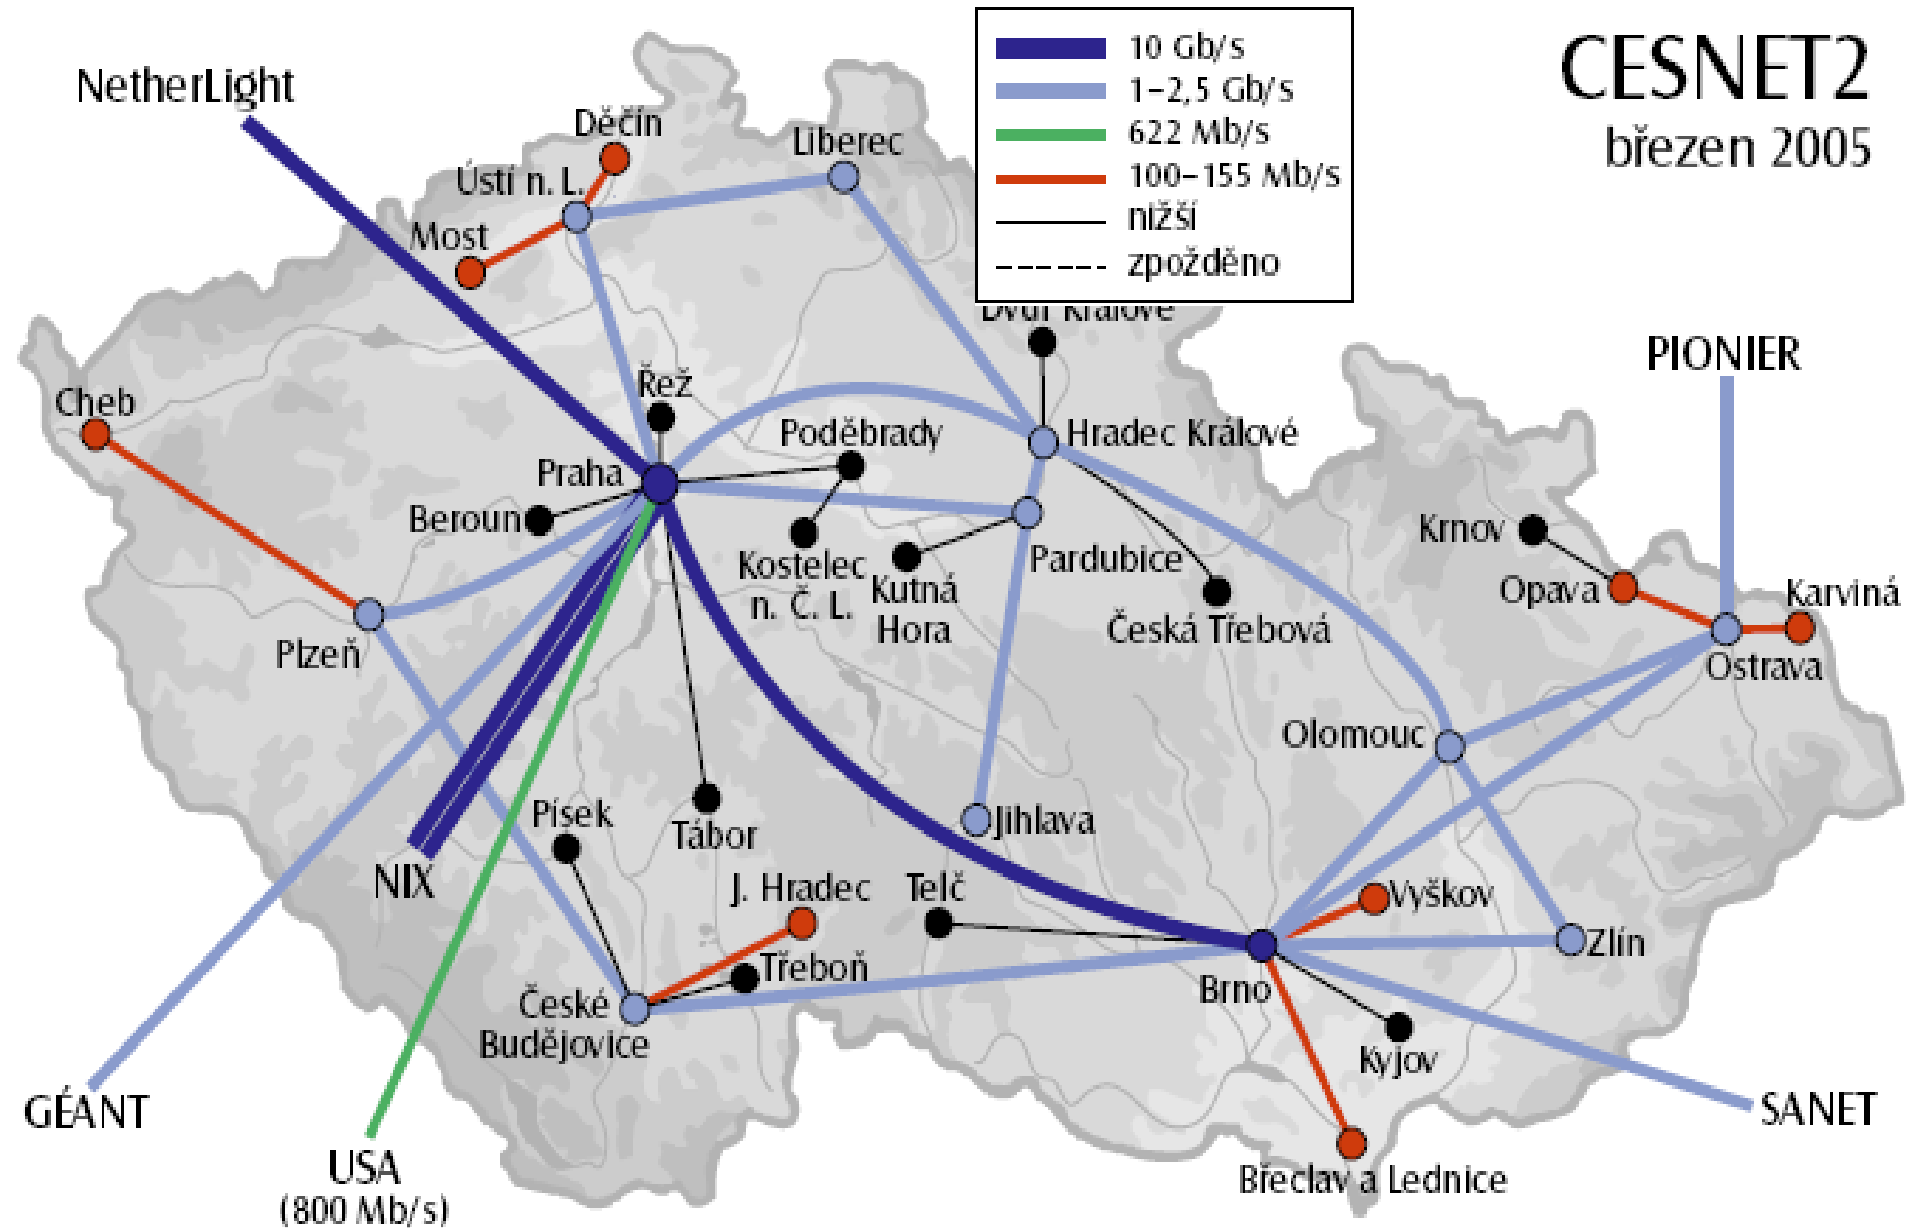 CESNET2
březen 2005
10 Gb/s
1–2,5 Gb/s
622 Mb/s
100–155 Mb/s
nižší
zpožděno
NetherLight
Děčín
Liberec
Ústí n. L.
Most
Dvůr Králové
PIONIER
Cheb
Řež
Poděbrady
Hradec Králové
Praha
Beroun
Krnov
Kostelec
n. Č. L.
Kutná
Hora
Pardubice
Česká Třebová
Opava
Karviná
Ostrava
Plzeň
Olomouc
Písek
Tábor
Jihlava
NIX
J. Hradec
Telč
Vyškov
Třeboň
Zlín
České
Budějovice
Brno
Kyjov
GÉANT
SANET
USA
(800 Mb/s)
Břeclav a Lednice